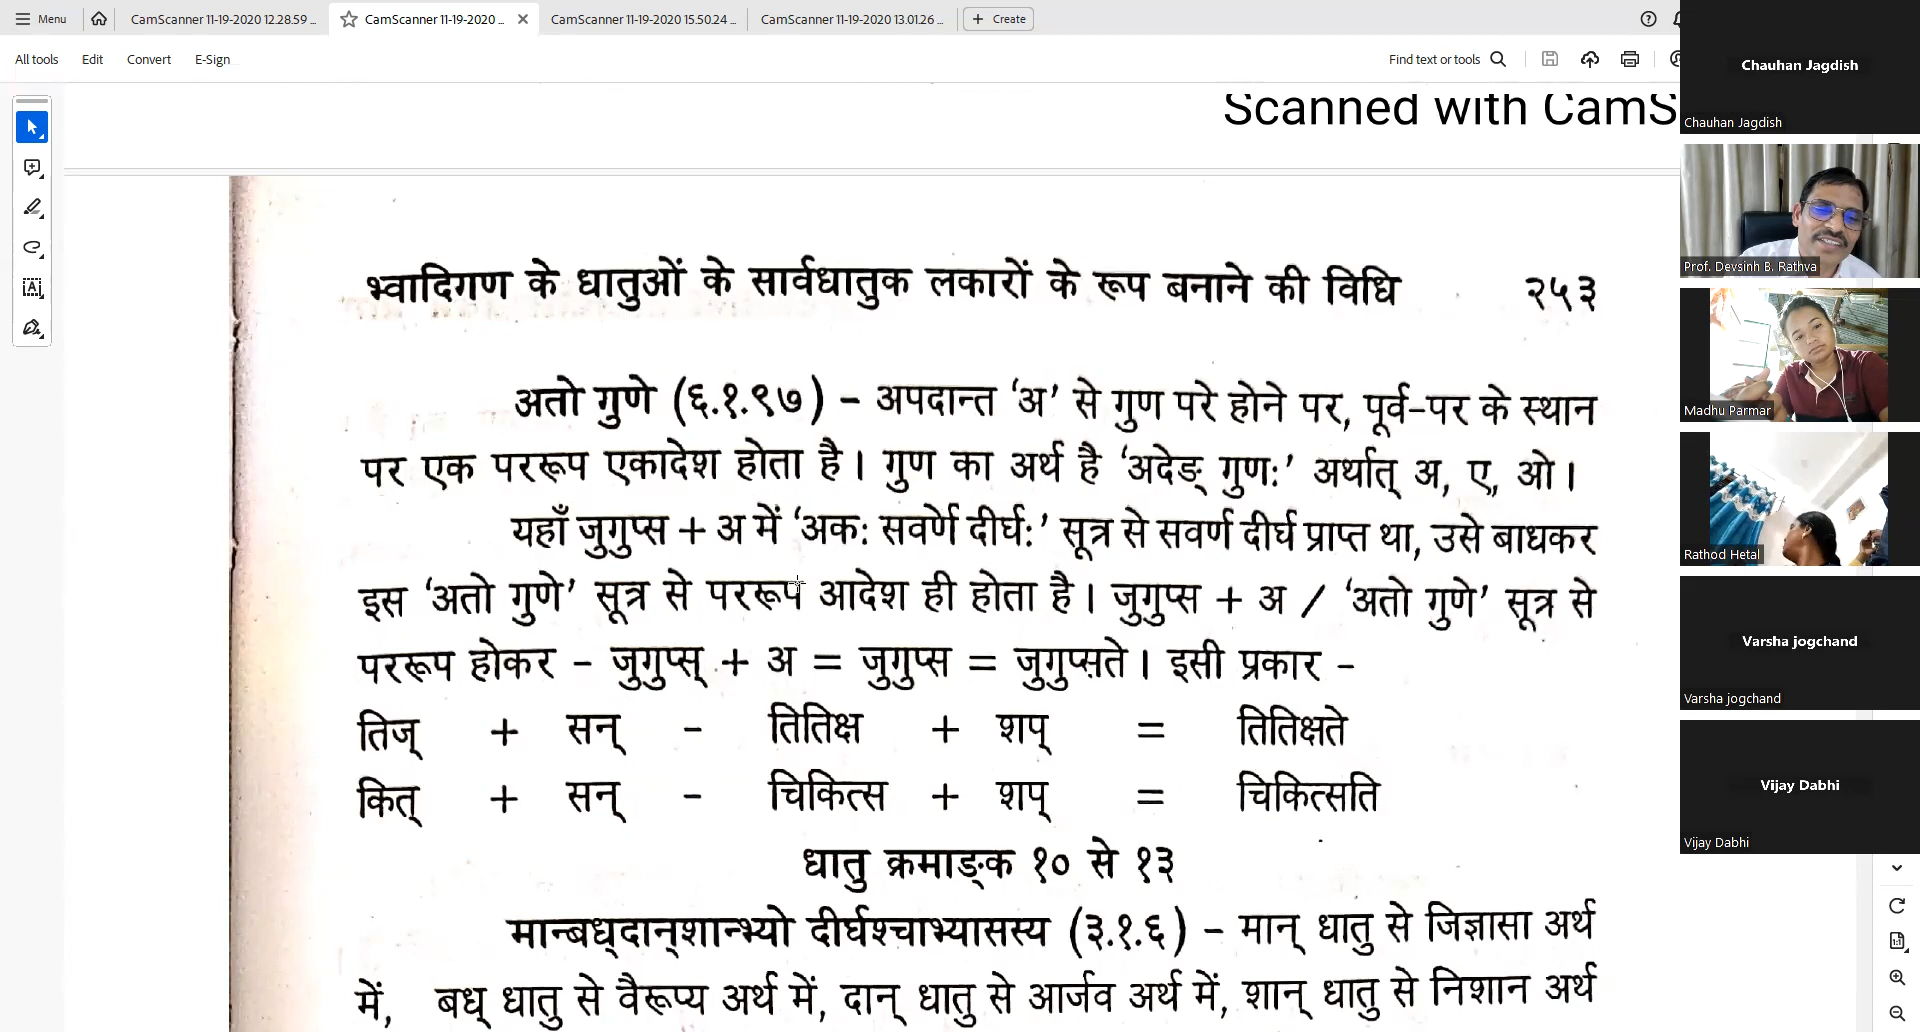 Menu
CamScanner 11-19-2020 12.28.59 ...
CamScanner 11-19-2020 ...
CamScanner 11-19-2020 15.50.24 ...
CamScanner 11-19-2020 13.01.26 ...
Create
All tools
Edit
Convert
E-Sign
Find text or tools
Scanned with CamS
भ्वादिगण के धातुओं के सार्वधातुक लकारों के रूप बनाने की विधि २५३
अतो गुणे (६.१.९७) – अपदान्त 'अ' से गुण परे होने पर, पूर्व-पर के स्थान
पर एक पररूप एकादेश होता है। गुण का अर्थ है 'अदेङ् गुणः' अर्थात् अ, ए, ओ।
यहाँ जुगुप्स + अ में 'अकः सवर्णे दीर्घः' सूत्र से सवर्ण दीर्घ प्राप्त था, उसे बाधकर
इस 'अतो गुणे' सूत्र से पररूप आदेश ही होता है। जुगुप्स + अ / 'अतो गुणे' सूत्र से
पररूप होकर - जुगुप्स् + अ = जुगुप्स = जुगुप्सते। इसी प्रकार -
तिज् + सन् - तितिक्ष + शप् = तितिक्षते
कित् + सन् - चिकित्स + शप् = चिकित्सति
धातु क्रमाङ्क १० से १३
मान्बध्दान्शान्भ्यो दीर्घश्चाभ्यासस्य (३.१.६) – मान् धातु से जिज्ञासा अर्थ
में, बध् धातु से वैरूप्य अर्थ में, दान् धातु से आर्जव अर्थ में, शान् धातु से निशान अर्थ
Chauhan Jagdish
Chauhan Jagdish
Prof. Devsinh B. Rathva
Madhu Parmar
Rathod Hetal
Varsha jogchand
Varsha jogchand
Vijay Dabhi
Vijay Dabhi